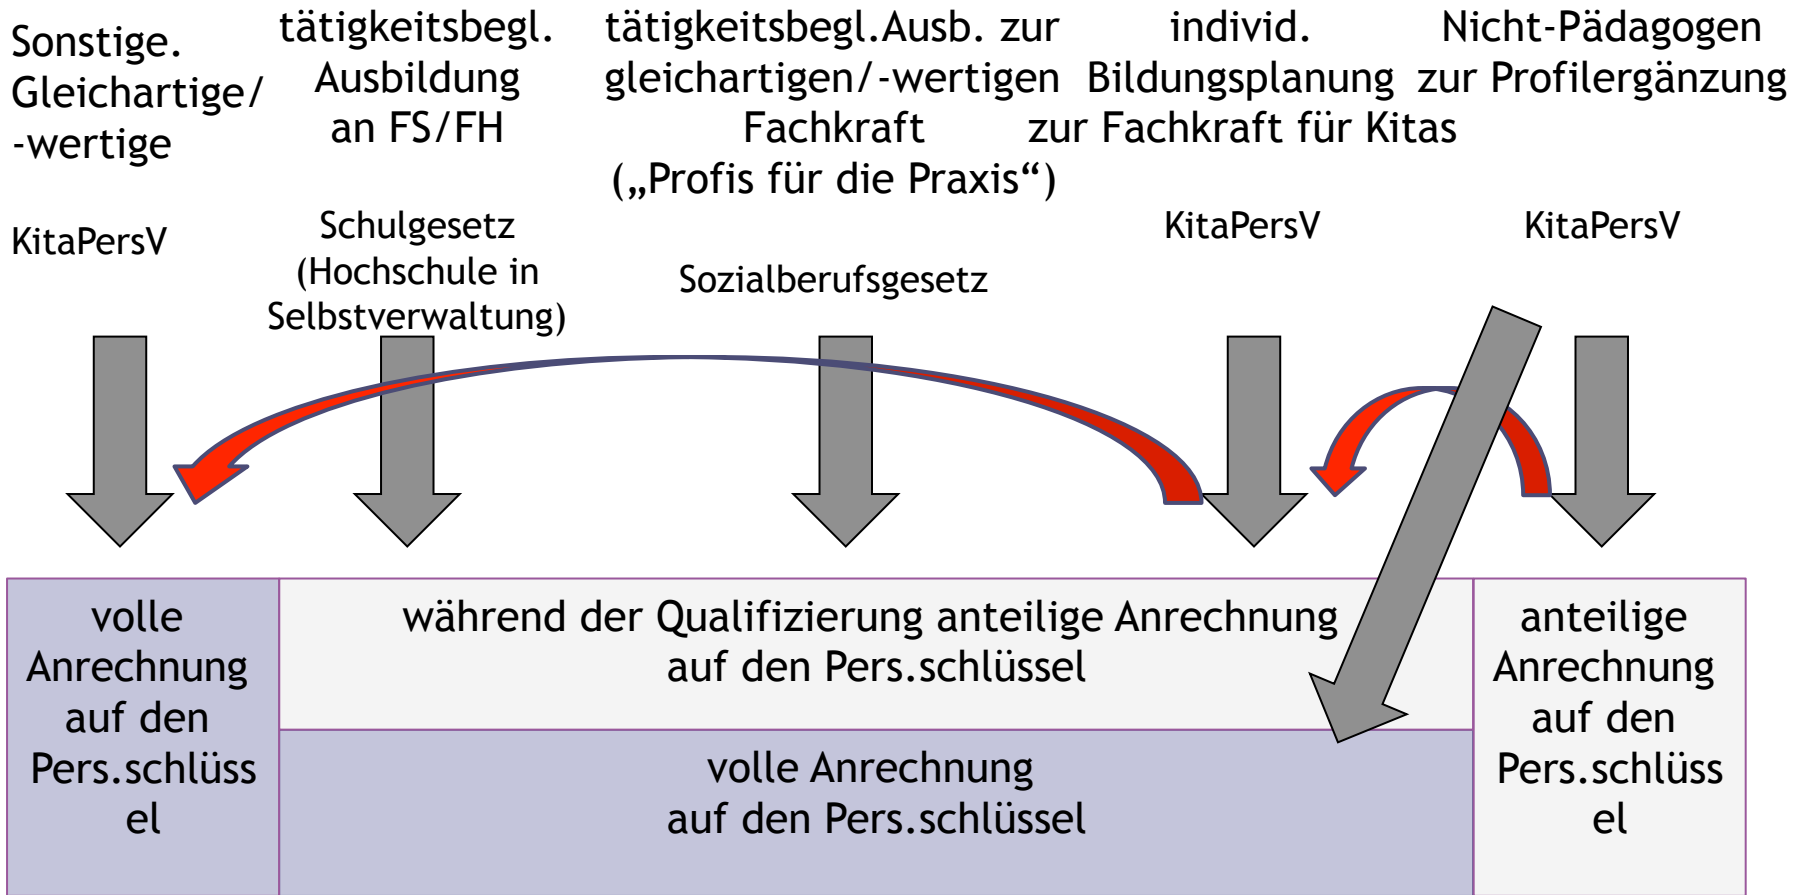 Sonstige.
Gleichartige/
-wertige
KitaPersV
tätigkeitsbegl.
Ausbildung
an FS/FH
Schulgesetz
(Hochschule in
Selbstverwaltung)
tätigkeitsbegl.Ausb. zur
gleichartigen/-wertigen
Fachkraft
(„Profis für die Praxis“)
Sozialberufsgesetz
individ.
Bildungsplanung
zur Fachkraft für Kitas
KitaPersV
Nicht-Pädagogen
zur Profilergänzung
KitaPersV
volle
Anrechnung
auf den
Pers.schlüss
el
während der Qualifizierung anteilige Anrechnung
auf den Pers.schlüssel
volle Anrechnung
auf den Pers.schlüssel
anteilige
Anrechnung
auf den
Pers.schlüss
el